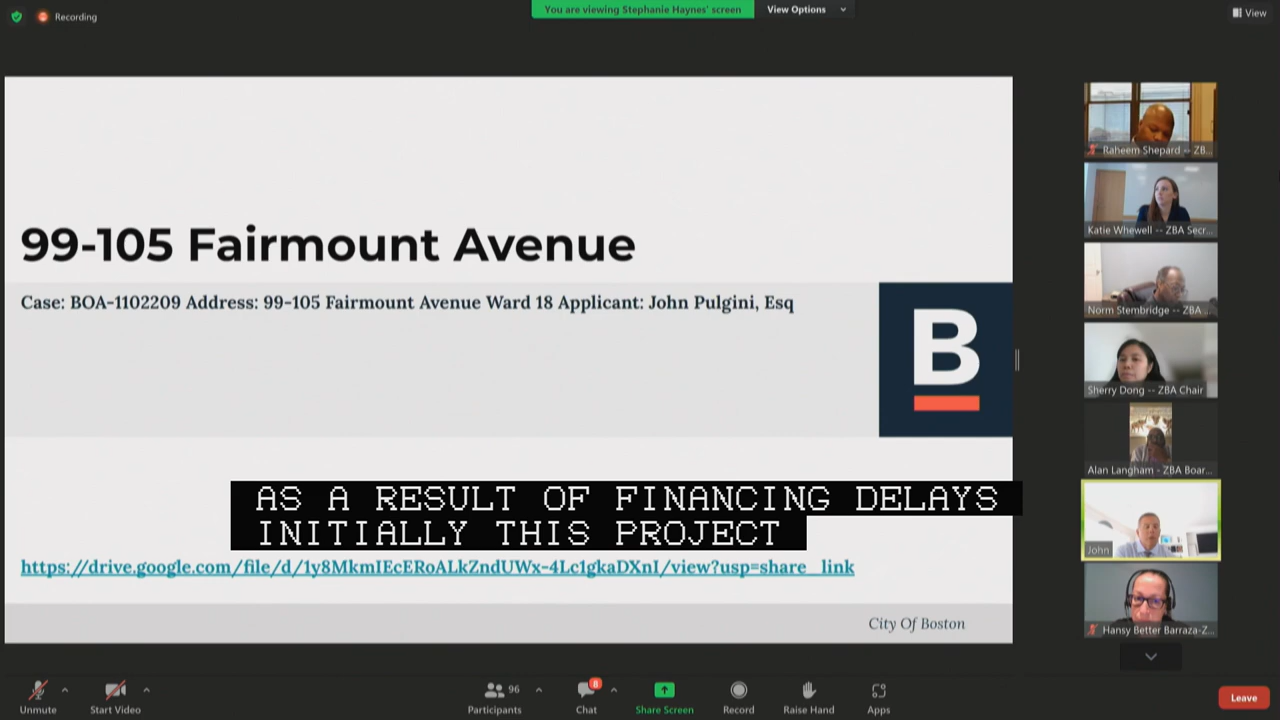 Recording
You are viewing Stephanie Haynes' screen
View Options
View
99-105 Fairmount Avenue
Case: BOA-1102209 Address: 99-105 Fairmount Avenue Ward 18 Applicant: John Pulgini, Esq
B
AS A RESULT OF FINANCING DELAYS
INITIALLY THIS PROJECT
https://drive.google.com/file/d/1y8MkmIEcERoALkZndUWx-4Lc1gkaDXnI/view?usp=share_link
City Of Boston
Raheem Shepard -- ZB...
Katie Whewell -- ZBA Secr...
Norm Stembridge -- ZBA ...
Sherry Dong -- ZBA Chair
Alan Langham - ZBA Boar...
John
Hansy Better Barraza-Z...
Unmute
Start Video
Participants
96
Chat
8
Share Screen
Record
Raise Hand
Apps
Leave